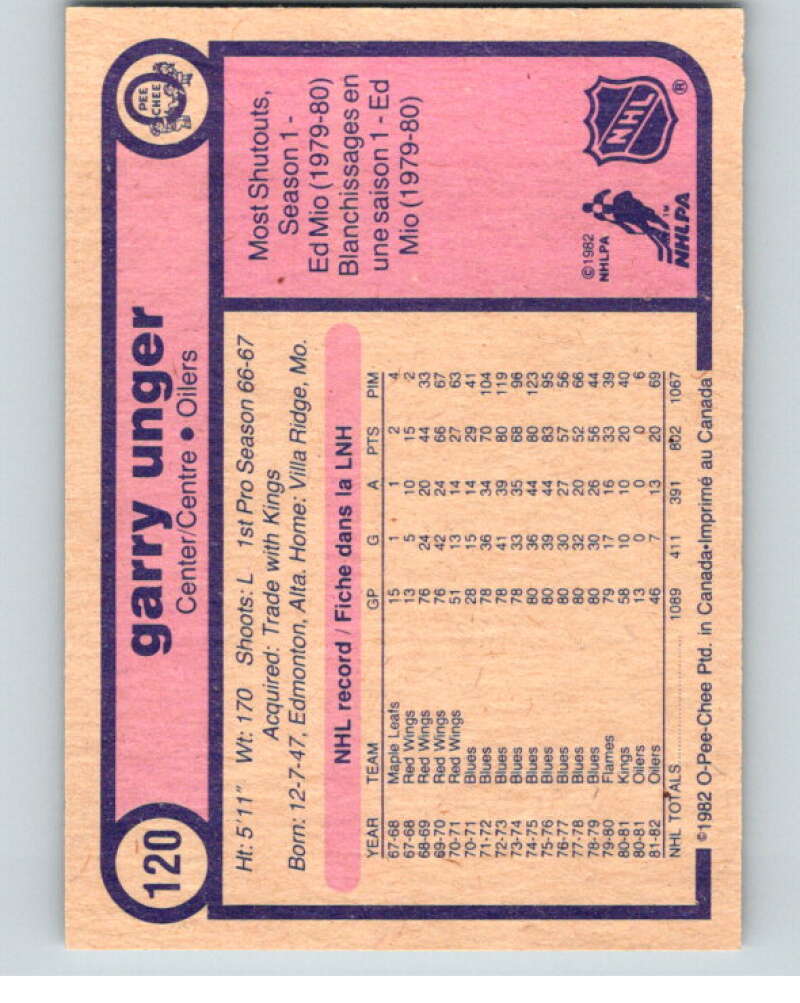 120
garry unger
Center/Centre • Oilers
O PEE CHEE
Ht: 5'11" Wt: 170 Shoots: L 1st Pro Season 66-67
Acquired: Trade with Kings
Born: 12-7-47, Edmonton, Alta. Home: Villa Ridge, Mo.
NHL record / Fiche dans la LNH
YEAR TEAM GP G A PTS PIM
67-68 Maple Leafs 15 1 1 2 4
67-68 Red Wings 13 5 10 15 2
68-69 Red Wings 76 24 20 44 33
69-70 Red Wings 76 42 24 66 67
70-71 Red Wings 51 13 14 27 63
70-71 Blues 28 15 14 29 41
71-72 Blues 78 36 34 70 104
72-73 Blues 78 41 39 80 119
73-74 Blues 78 33 35 68 96
74-75 Blues 80 36 44 80 123
75-76 Blues 80 39 44 83 95
76-77 Blues 80 30 27 57 56
77-78 Blues 80 32 20 52 66
78-79 Blues 80 30 26 56 44
79-80 Flames 79 17 16 33 39
80-81 Kings 58 10 10 20 40
80-81 Oilers 13 0 0 0 6
81-82 Oilers 46 7 13 20 69
NHL TOTALS 1089 411 391 802 1067
©1982 O-Pee-Chee Ptd. in Canada•Imprimé au Canada
Most Shutouts,
Season 1 -
Ed Mio (1979-80)
Blanchissages en
une saison 1 - Ed
Mio (1979-80)
©1982
NHLPA
NHLPA™
NHL®